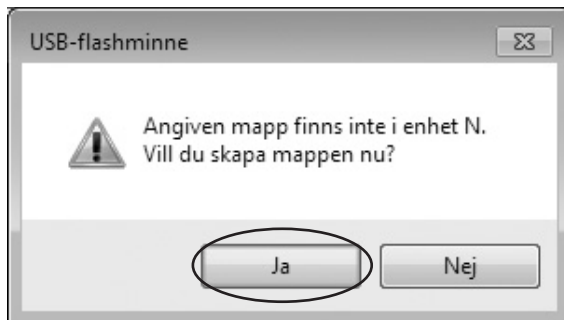 USB-flashminne
Angiven mapp finns inte i enhet N.
Vill du skapa mappen nu?
Ja
Nej